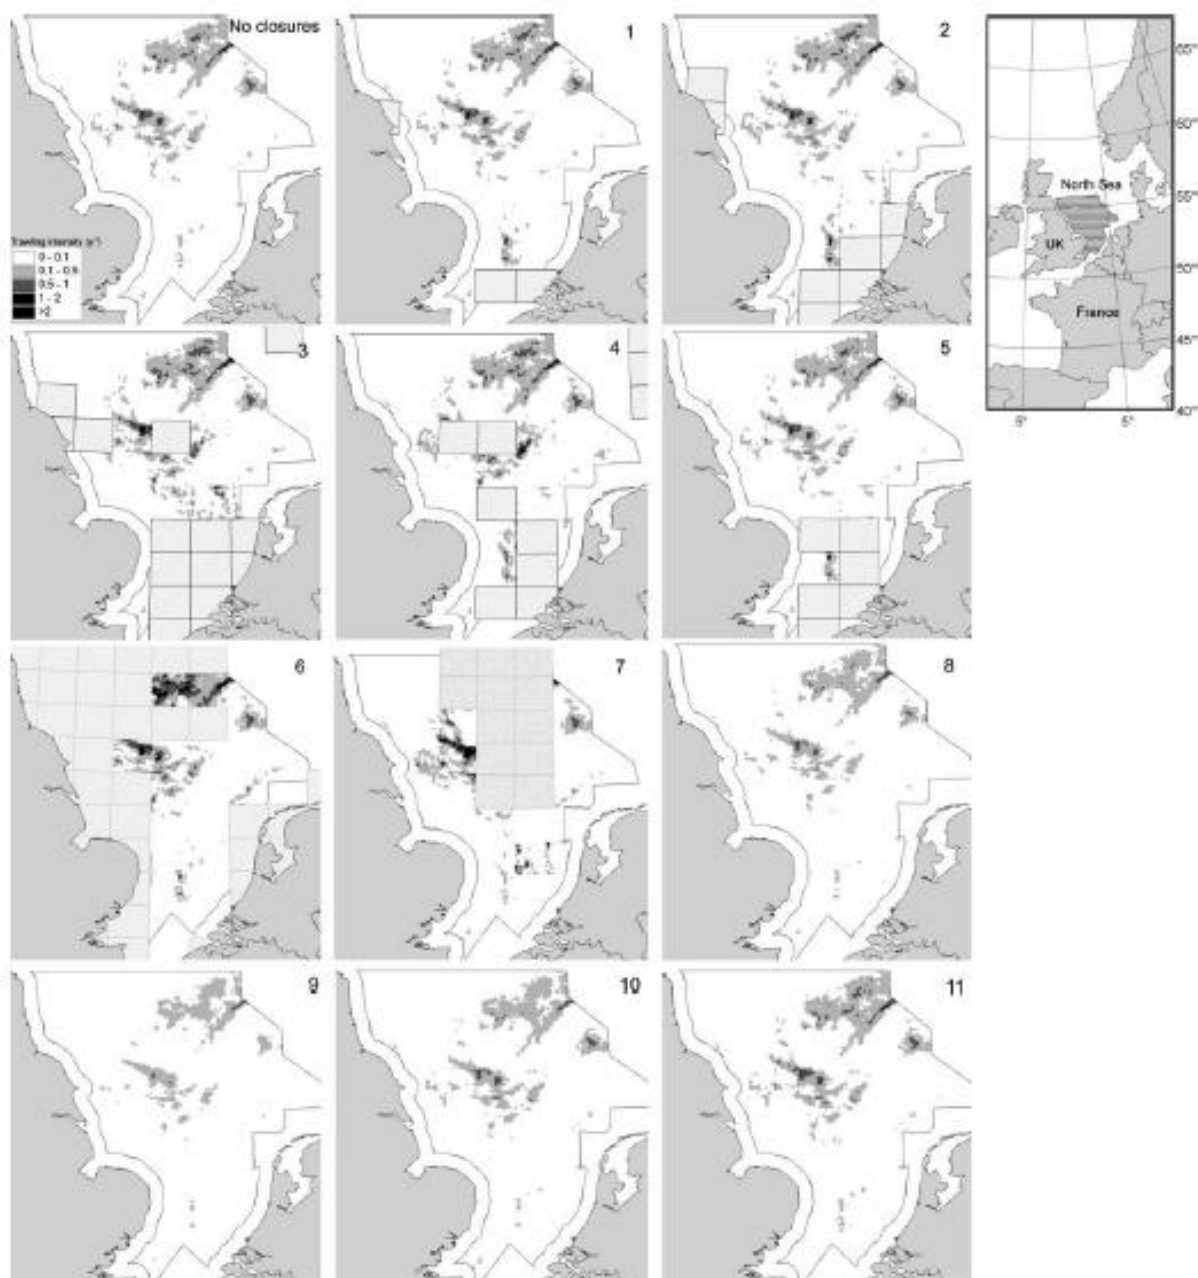 No closures
1
2
Trawling intensity (y⁻¹)
0 - 0.1
0.1 - 0.5
0.5 - 1
1 - 2
>2
65°
60°
55°
50°
45°
40°
5°
5°
North Sea
UK
France
3
4
5
6
7
8
9
10
11